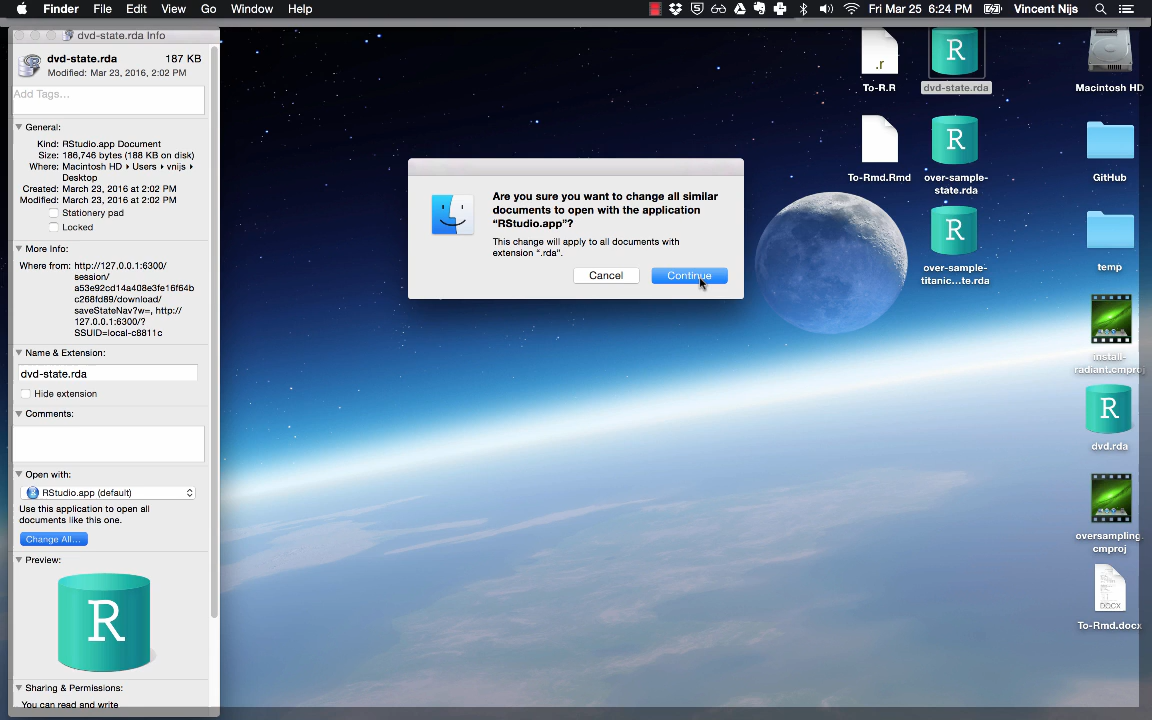 Finder File Edit View Go Window Help Fri Mar 25 6:24 PM Vincent Nijs
dvd-state.rda Info
dvd-state.rda 187 KB
Modified: Mar 23, 2016, 2:02 PM
Add Tags...
General:
Kind: RStudio.app Document
Size: 186,746 bytes (188 KB on disk)
Where: Macintosh HD ▸ Users ▸ vnijs ▸
Desktop
Created: March 23, 2016 at 2:02 PM
Modified: March 23, 2016 at 2:02 PM
Stationery pad
Locked
More Info:
Where from: http://127.0.0.1:6300/
session/
a53e92cd14a408e3fe16f64b
c268fd89/download/
saveStateNav?w=, http://
127.0.0.1:6300/?
SSUID=local-c8811c
Name & Extension:
dvd-state.rda
Hide extension
Comments:
Open with:
RStudio.app (default)
Use this application to open all
documents like this one.
Change All...
Preview:
R
Sharing & Permissions:
You can read and write
Are you sure you want to change all similar
documents to open with the application
“RStudio.app”?
This change will apply to all documents with
extension “.rda”.
Cancel
Continue
.r
To-R.R
R
dvd-state.rda
Macintosh HD
To-Rmd.Rmd
R
over-sample-
state.rda
GitHub
R
over-sample-
titanic...te.rda
temp
install-
radiant.cmproj
R
dvd.rda
oversampling.
cmproj
DOCX
To-Rmd.docx